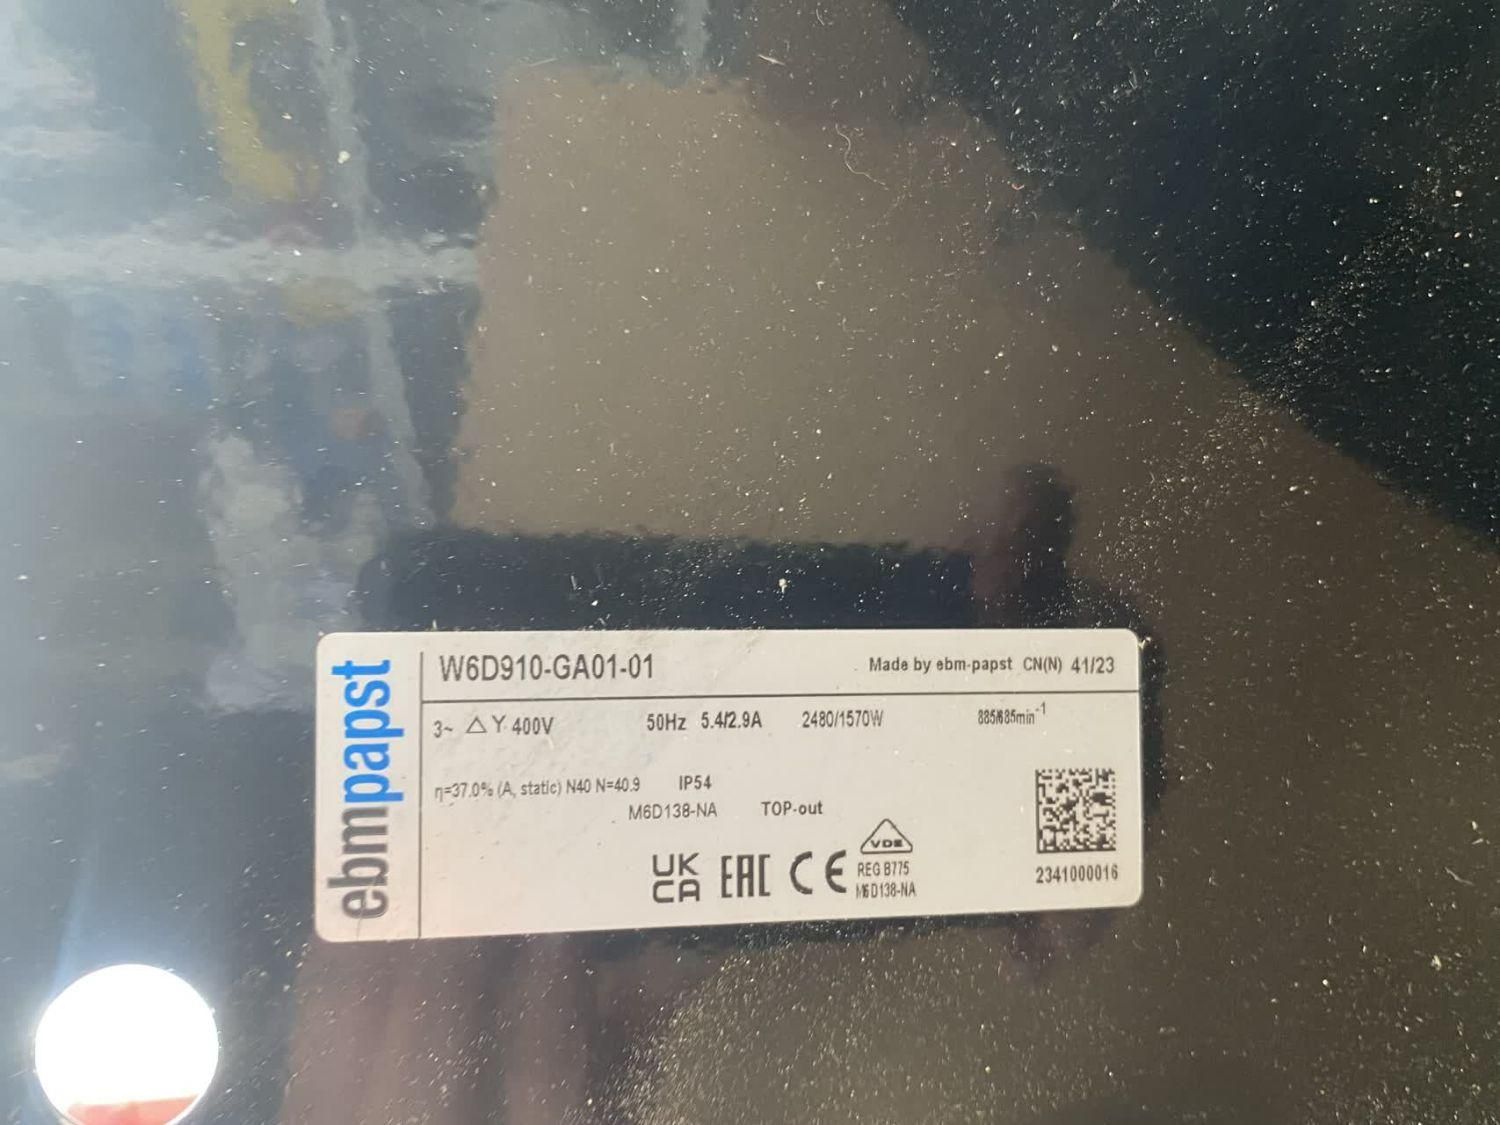 ebmpapst
W6D910-GA01-01 Made by ebm-papst CN(N) 41/23
3~ △ Y 400V 50Hz 5.4/2.9A 2480/1570W 885/685min⁻¹
η=37.0% (A, static) N40 N=40.9 IP54
M6D138-NA TOP-out
VDE
UK
CA
EAC CE REG B775
M6D138-NA
2341000016